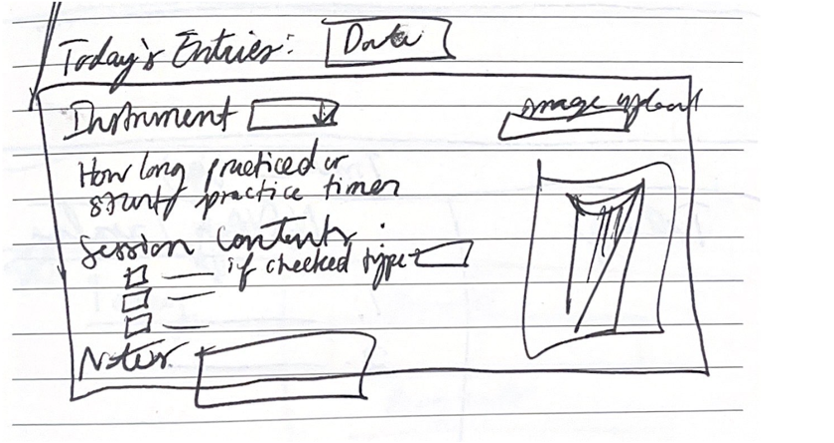 Today's Entries: Date
Instrument
image upload
How long practiced or
start practice timer
Session contents:
if checked type
Notes